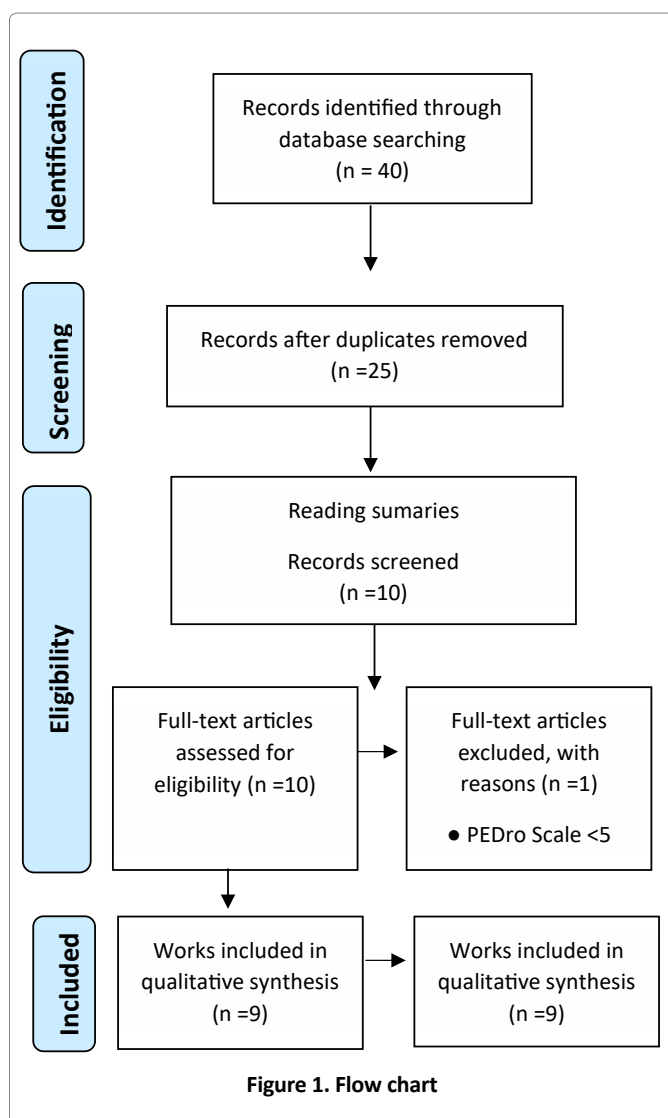 Identification
Records identified through
database searching
(n = 40)
Screening
Records after duplicates removed
(n =25)
Eligibility
Reading sumaries
Records screened
(n =10)
Full-text articles
assessed for
eligibility (n =10)
Full-text articles
excluded, with
reasons (n =1)
● PEDro Scale <5
Included
Works included in
qualitative synthesis
(n =9)
Works included in
qualitative synthesis
(n =9)
Figure 1. Flow chart